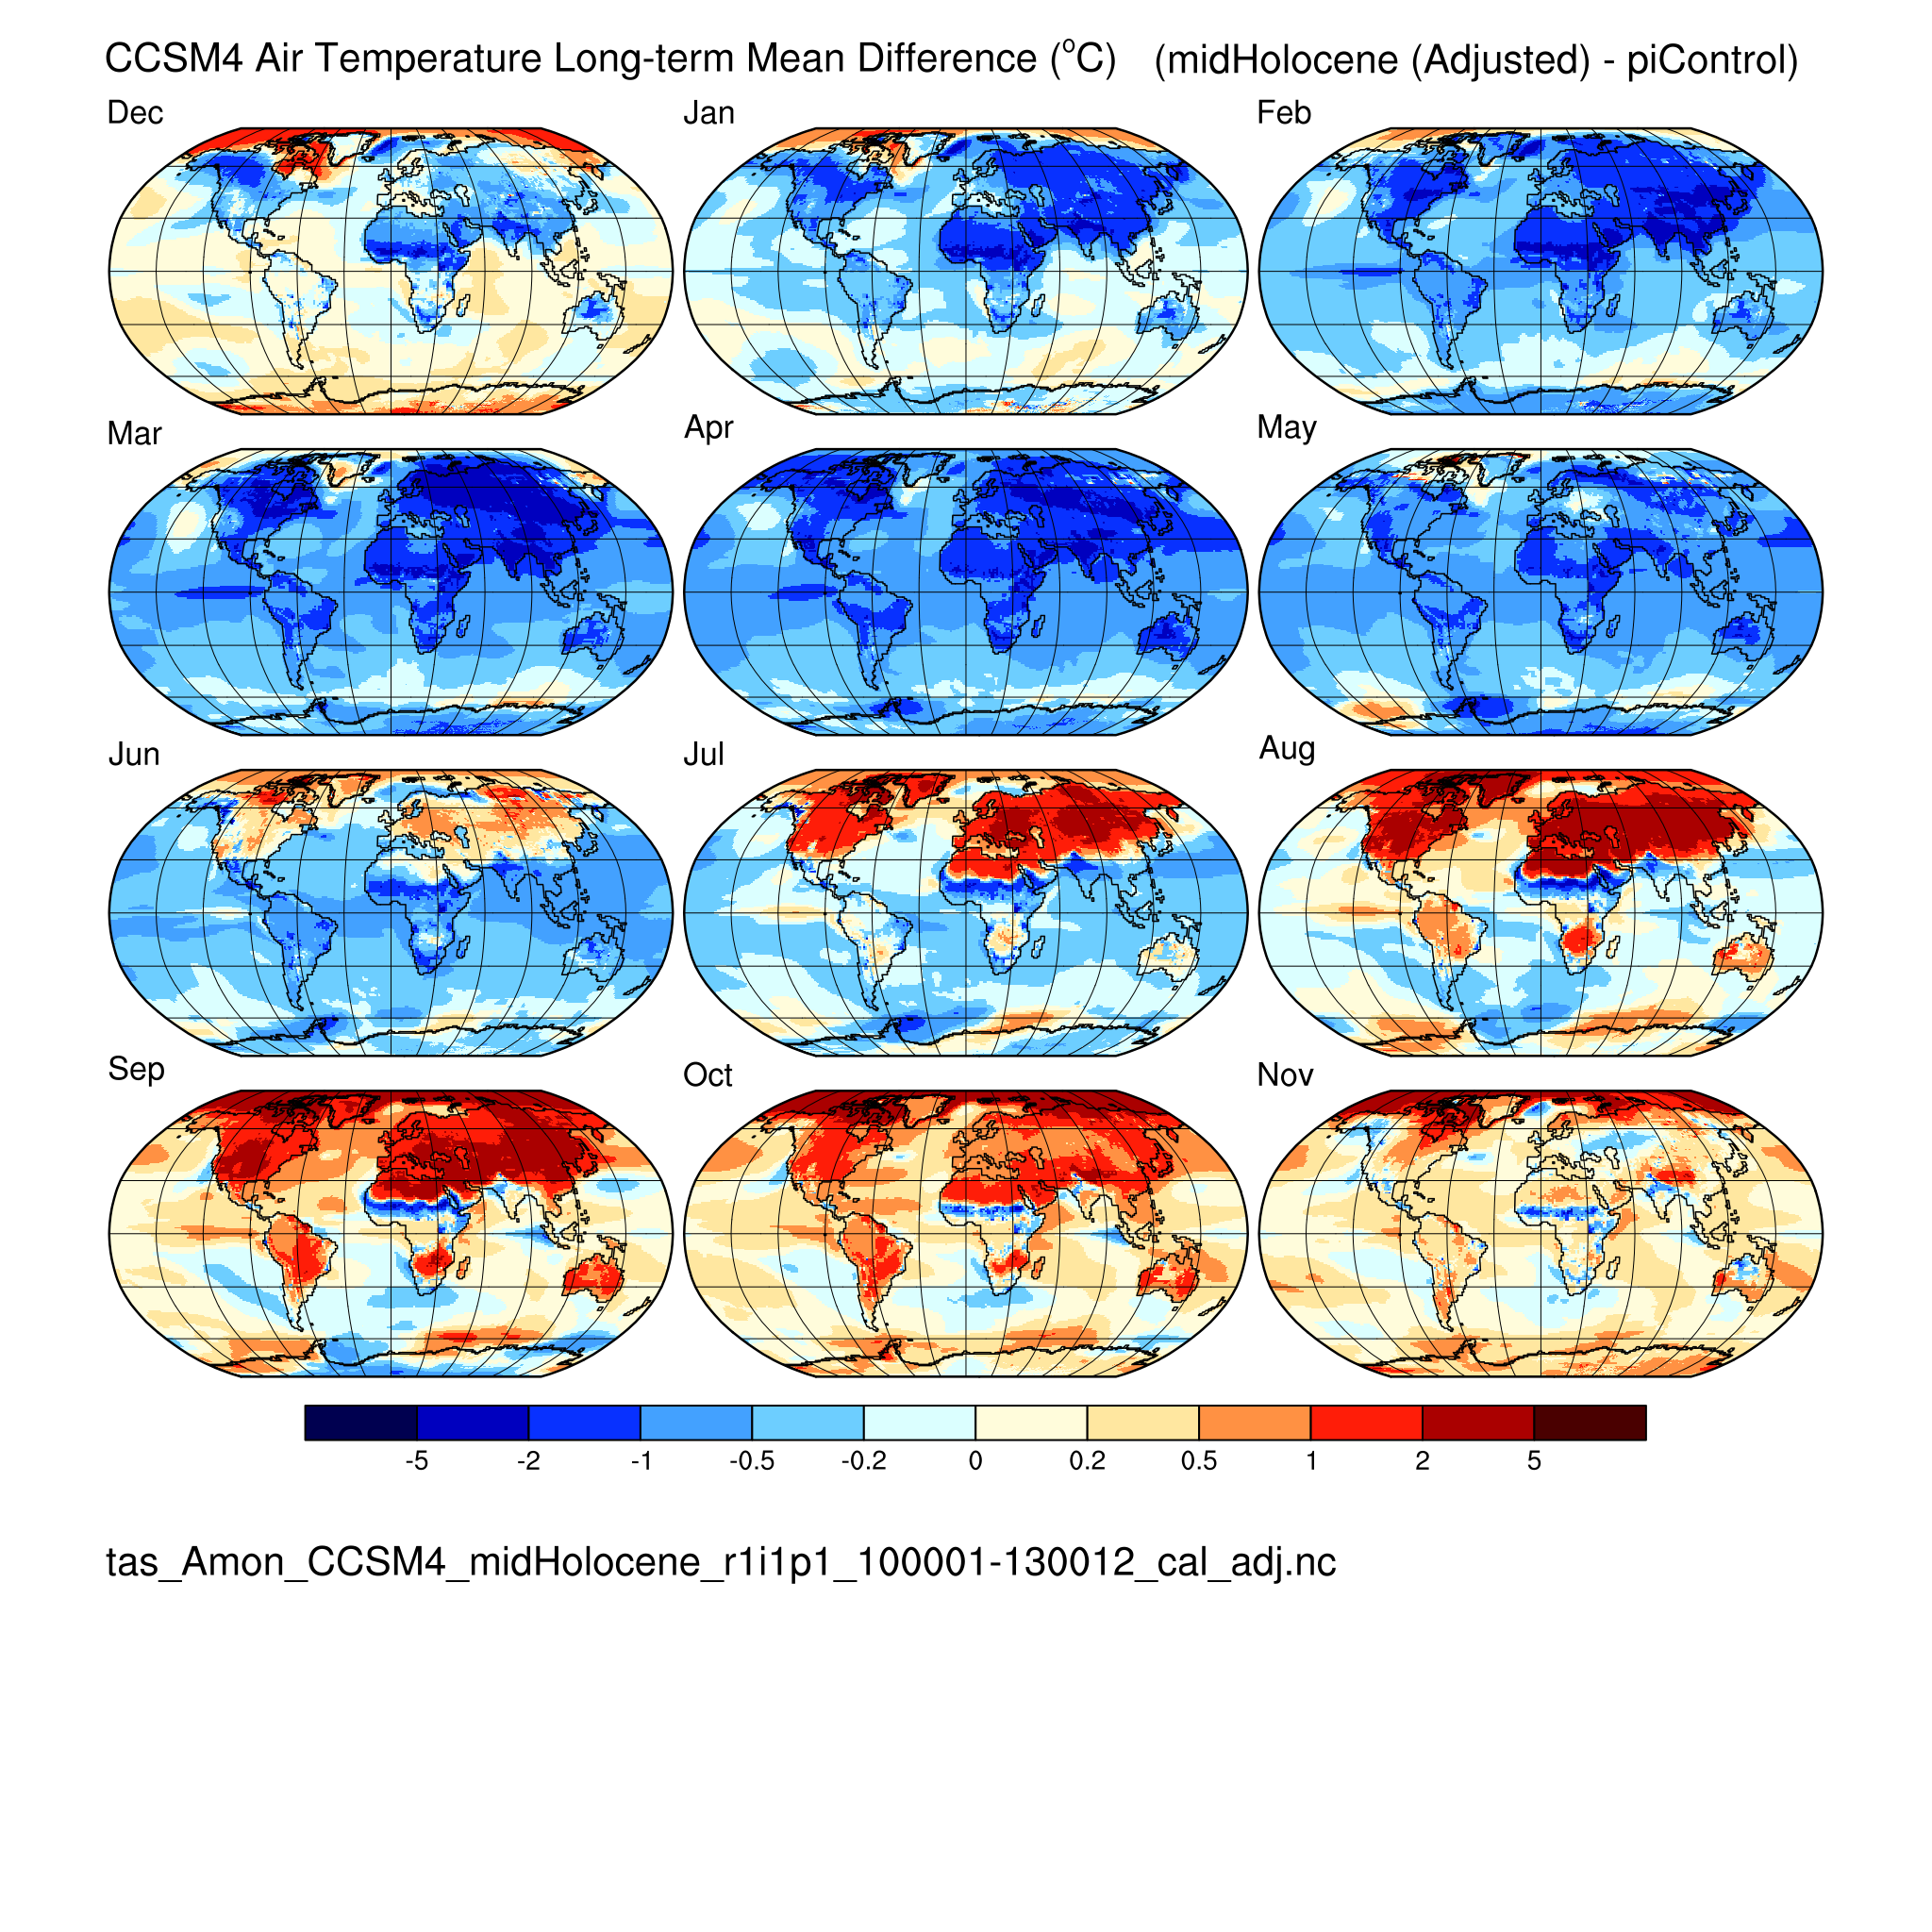 CCSM4 Air Temperature Long-term Mean Difference (°C) (midHolocene (Adjusted) - piControl)
Dec Jan Feb
Mar Apr May
Jun Jul Aug
Sep Oct Nov
-5 -2 -1 -0.5 -0.2 0 0.2 0.5 1 2 5
tas_Amon_CCSM4_midHolocene_r1i1p1_100001-130012_cal_adj.nc